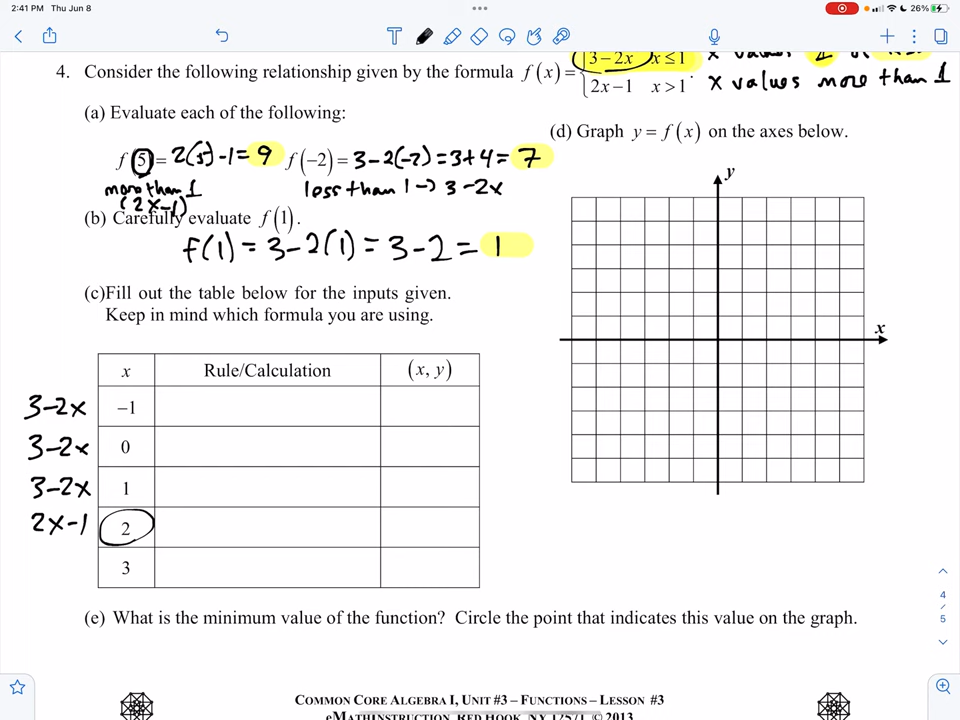 2:41 PM Thu Jun 8
26%
4. Consider the following relationship given by the formula f(x) = { 3−2x x ≤ 1
x values
2x−1 x > 1 .
x values more than 1
(a) Evaluate each of the following:
f(5) = 2(5)-1 = 9 f(−2) = 3-2(-2) = 3+4 = 7
more than 1
(2x-1)
less than 1 → 3-2x
(b) Carefully evaluate f(1).
f(1) = 3-2(1) = 3-2 = 1
(c)Fill out the table below for the inputs given.
Keep in mind which formula you are using.
x Rule/Calculation (x, y)
3-2x −1
3-2x 0
3-2x 1
2x-1 2
3
(d) Graph y = f(x) on the axes below.
y
x
(e) What is the minimum value of the function? Circle the point that indicates this value on the graph.
4
/
5
COMMON CORE ALGEBRA I, UNIT #3 – FUNCTIONS – LESSON #3
eMATHINSTRUCTION, RED HOOK, NY 12571, © 2013